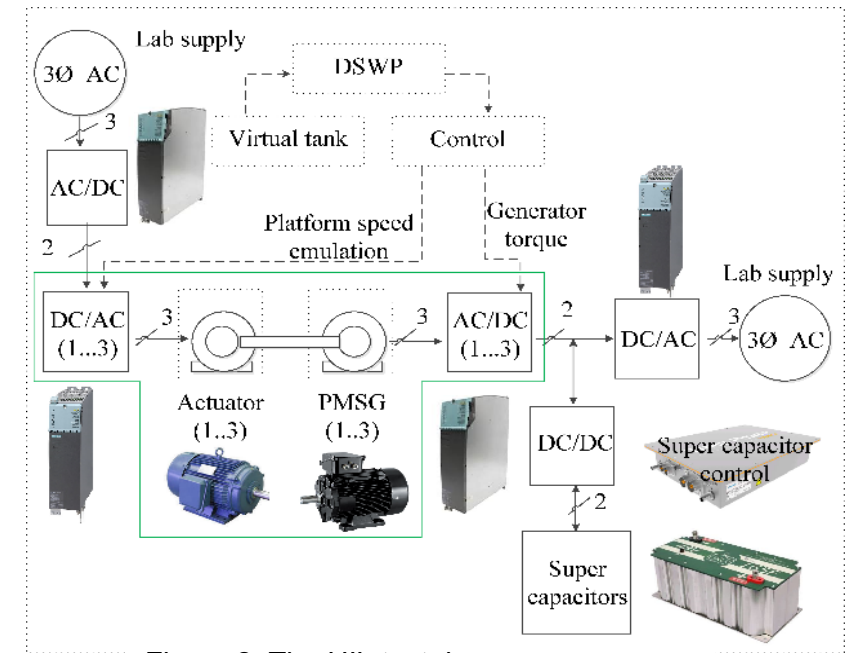 Lab supply
3Ø AC
DSWP
3
Virtual tank
Control
AC/DC
Platform speed
emulation
Generator
torque
2
Lab supply
DC/AC
(1...3)
3
3
AC/DC
(1...3)
2
DC/AC
3
3Ø AC
Actuator
(1..3)
PMSG
(1..3)
DC/DC
Super capacitor
control
2
Super
capacitors